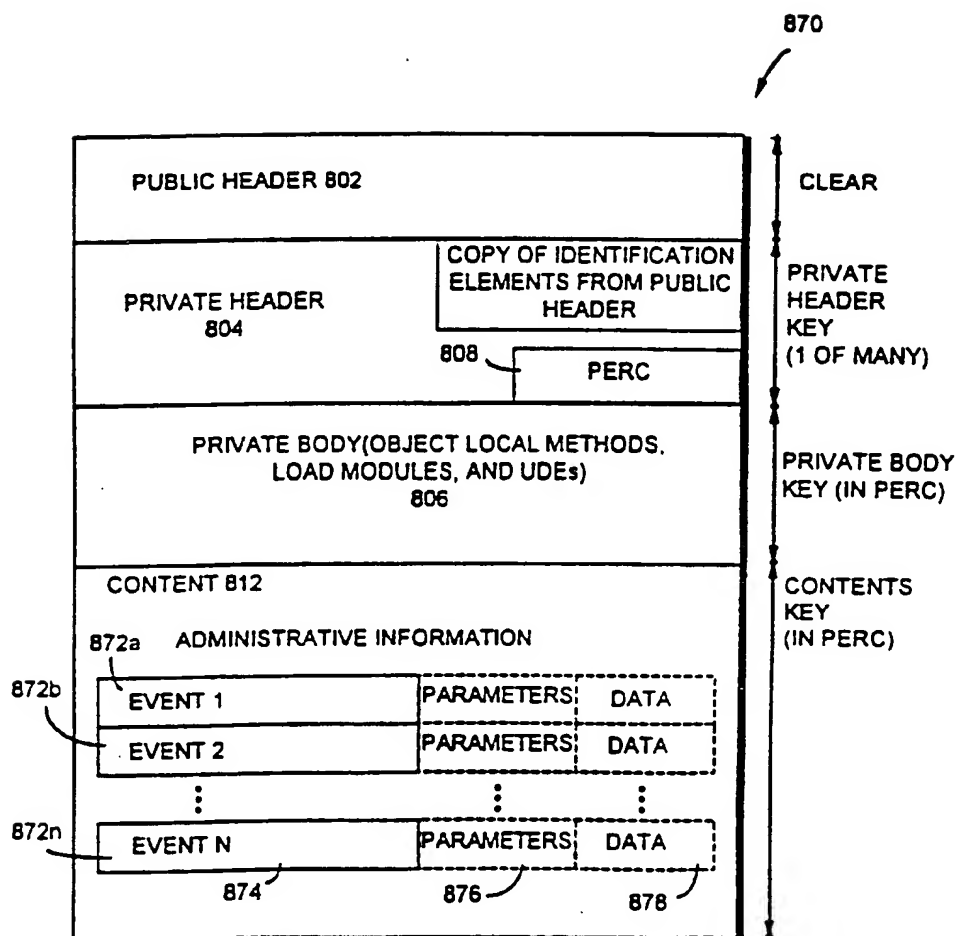 870
PUBLIC HEADER 802
CLEAR
COPY OF IDENTIFICATION
ELEMENTS FROM PUBLIC
HEADER
PRIVATE HEADER
804
808
PERC
PRIVATE
HEADER
KEY
(1 OF MANY)
PRIVATE BODY(OBJECT LOCAL METHODS,
LOAD MODULES, AND UDEs)
806
PRIVATE BODY
KEY (IN PERC)
CONTENT 812
CONTENTS
KEY
(IN PERC)
ADMINISTRATIVE INFORMATION
872a
EVENT 1 PARAMETERS DATA
872b
EVENT 2 PARAMETERS DATA
872n
EVENT N PARAMETERS DATA
874 876 878